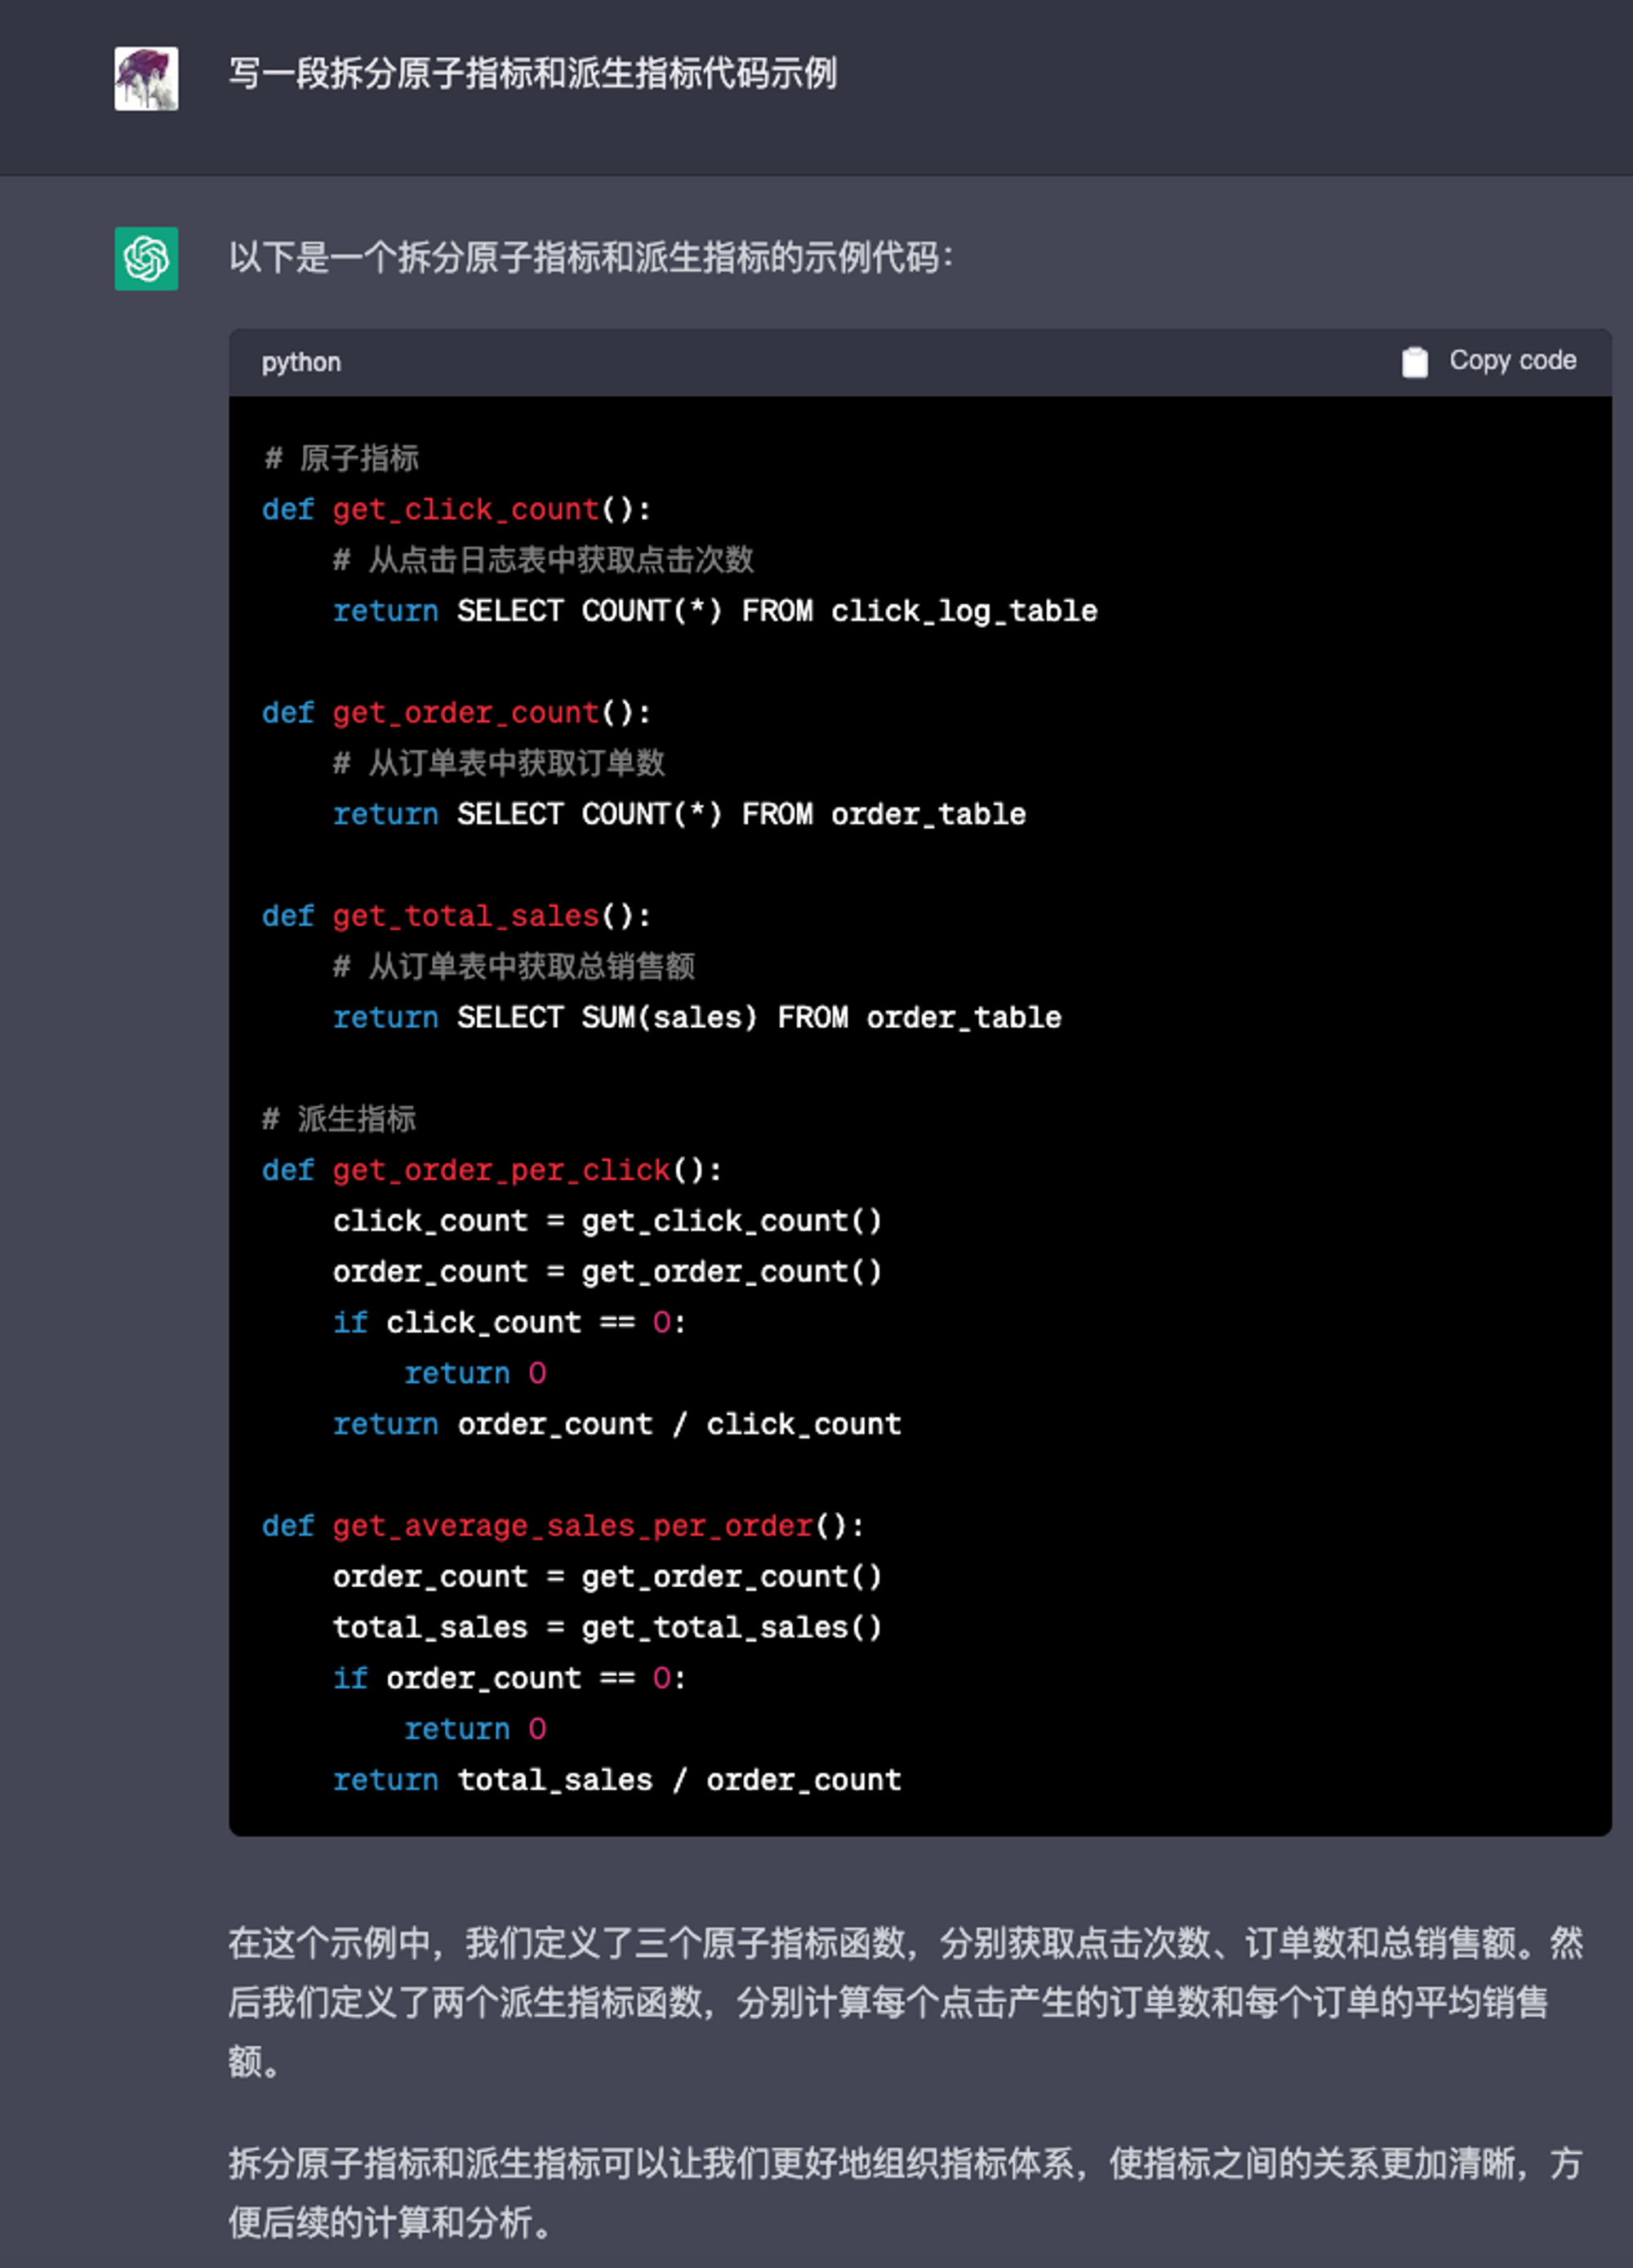 写一段拆分原子指标和派生指标代码示例
以下是一个拆分原子指标和派生指标的示例代码：
python
Copy code
# 原子指标
def get_click_count():
    # 从点击日志表中获取点击次数
    return SELECT COUNT(*) FROM click_log_table
def get_order_count():
    # 从订单表中获取订单数
    return SELECT COUNT(*) FROM order_table
def get_total_sales():
    # 从订单表中获取总销售额
    return SELECT SUM(sales) FROM order_table
# 派生指标
def get_order_per_click():
    click_count = get_click_count()
    order_count = get_order_count()
    if click_count == 0:
        return 0
    return order_count / click_count
def get_average_sales_per_order():
    order_count = get_order_count()
    total_sales = get_total_sales()
    if order_count == 0:
        return 0
    return total_sales / order_count
在这个示例中，我们定义了三个原子指标函数，分别获取点击次数、订单数和总销售额。然
后我们定义了两个派生指标函数，分别计算每个点击产生的订单数和每个订单的平均销售
额。
拆分原子指标和派生指标可以让我们更好地组织指标体系，使指标之间的关系更加清晰，方
便后续的计算和分析。